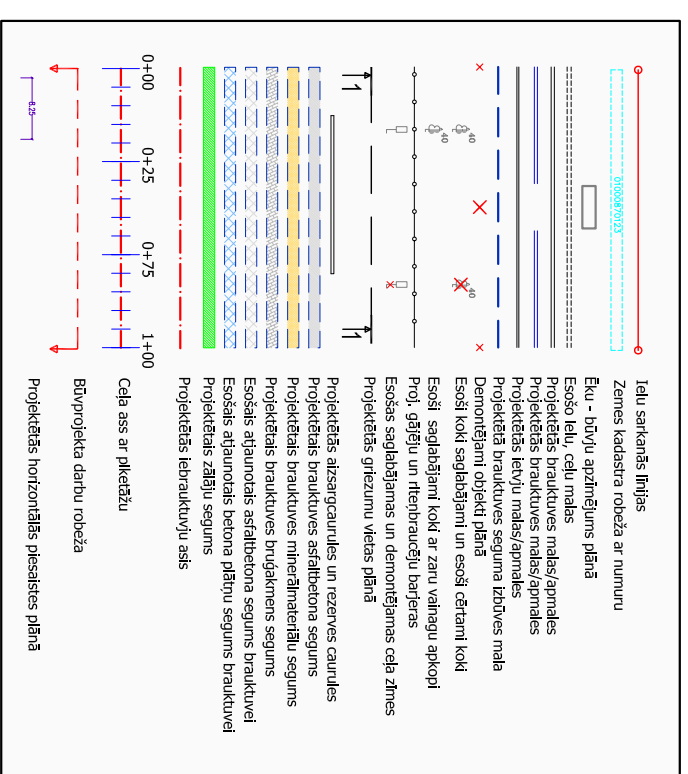 Ielu sarkanās līnijas
01000870123
Zemes kadastra robeža ar numuru
Ēku - būvju apzīmējums plānā
Esošo ielu, ceļu malas
Projektētās brauktuves malas/apmales
Projektētās brauktuves malas/apmales
Projektētās ietvju malas/apmales
Projektētā brauktuves seguma izbūves mala
Demontējami objekti plānā
40
40
Esoši koki saglabājami un esoši cērtami koki
40
Esoši saglabājami koki ar zaru vainagu apkopi
Proj. gājēju un riteņbraucēju barjeras
Esošas saglabājamas un demontējamas ceļa zīmes
1
1
Projektētās griezumu vietas plānā
Projektētās aizsargcaurules un rezerves caurules
Projektētais brauktuves asfaltbetona segums
Projektētais brauktuves minerālmateriālu segums
Projektētais brauktuves bruģakmens segums
Esošais atjaunotais asfaltbetona segums brauktuvei
Esošais atjaunotais betona plātņu segums brauktuvei
Projektētais zālāju segums
Projektētās iebrauktuvju asis
0+00
0+25
0+75
1+00
Ceļa ass ar piketāžu
Būvprojekta darbu robeža
8.25
Projektētās horizontālās piesaistes plānā